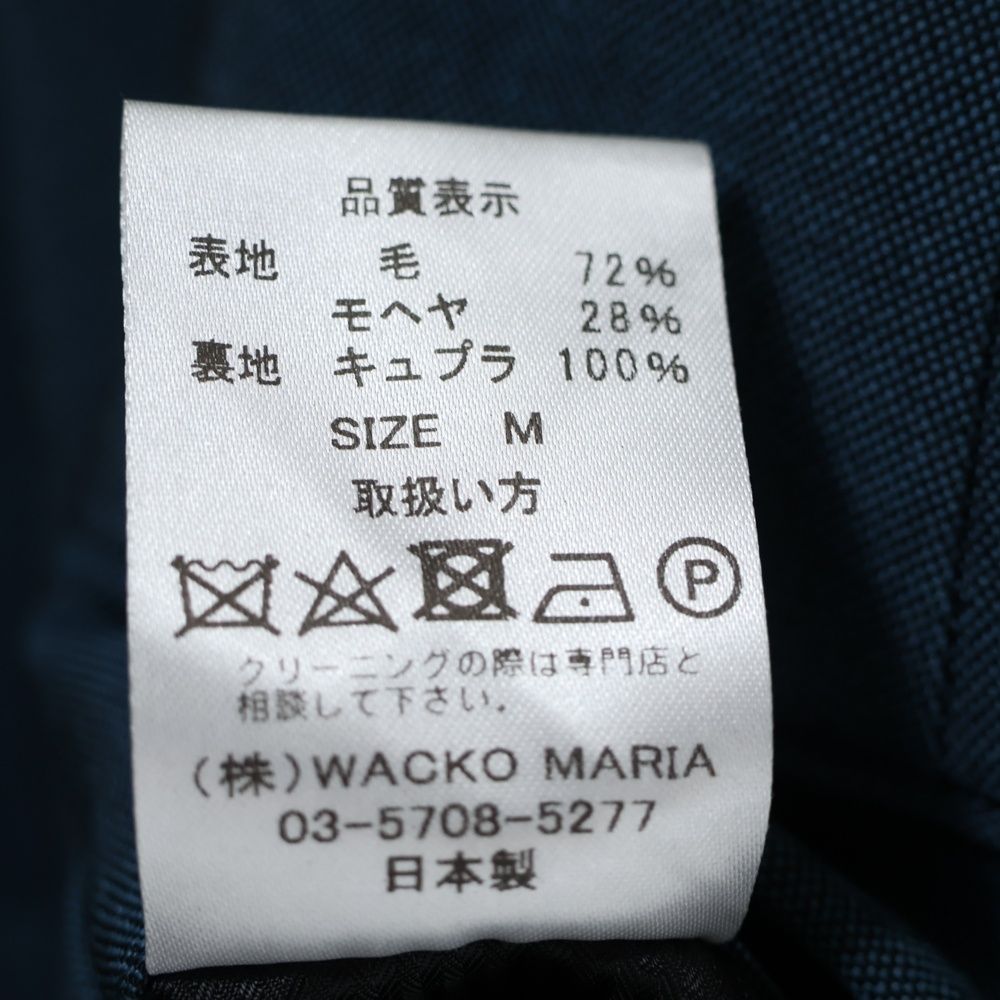 品質表示
表地 毛 72%
モヘヤ 28%
裏地 キュプラ 100%
SIZE M
取扱い方
P
クリーニングの際は専門店と
相談して下さい。
(株)WACKO MARIA
03-5708-5277
日本製